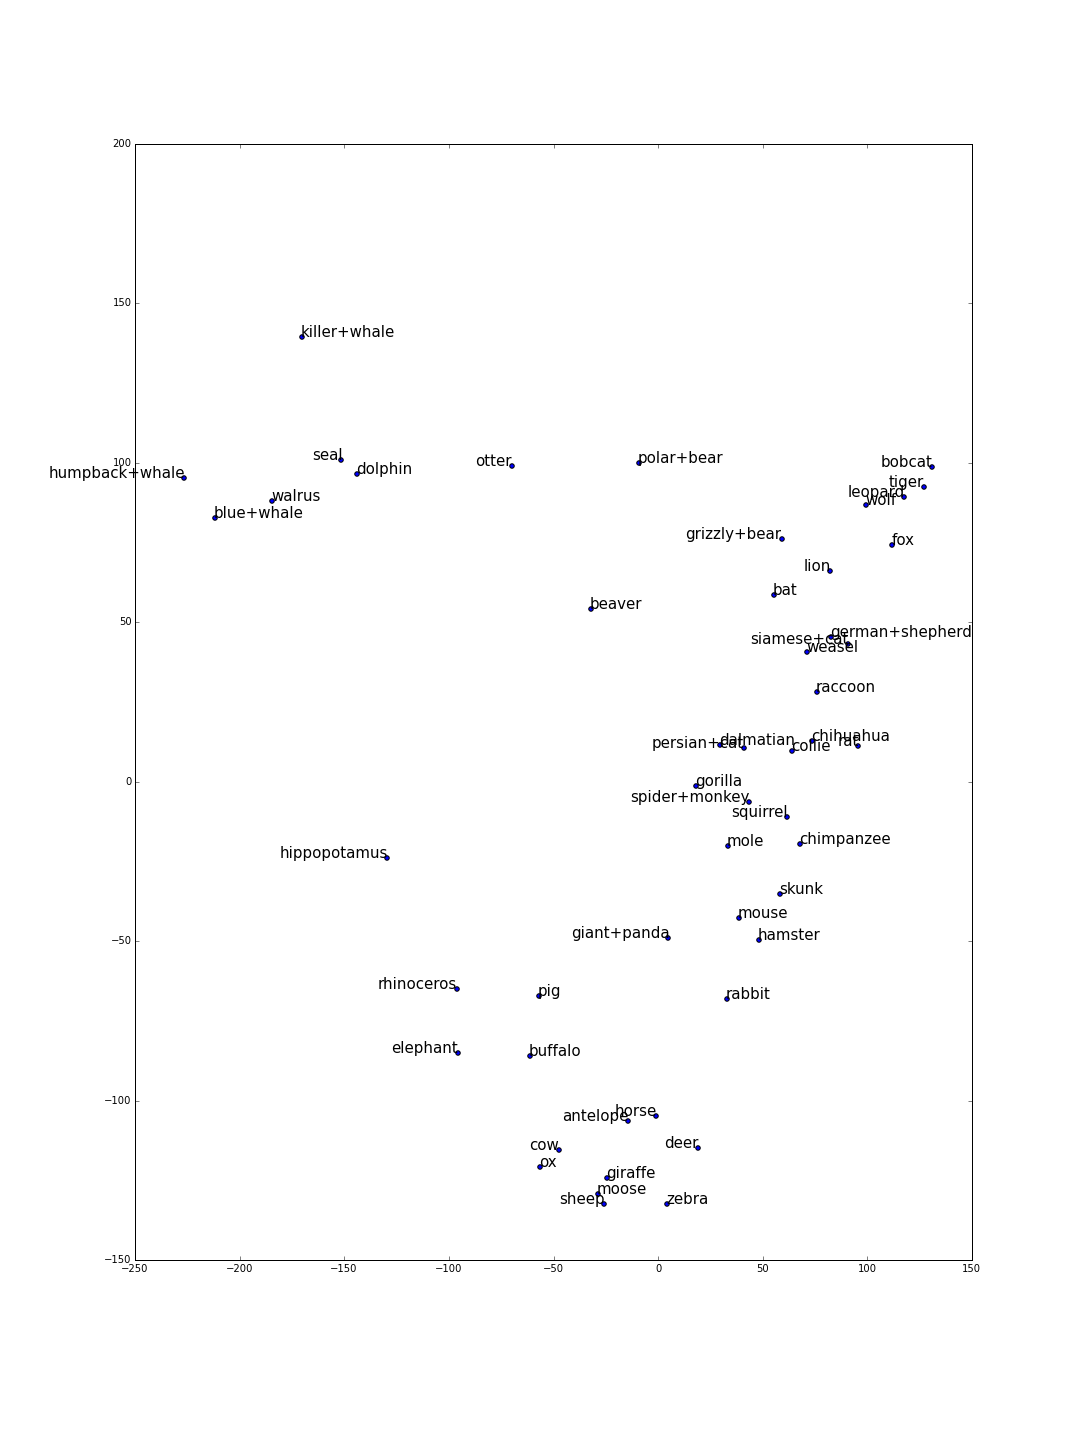 200
150
killer+whale
seal
dolphin
otter
polar+bear
100
humpback+whale
bobcat
tiger
leopard
wolf
walrus
blue+whale
grizzly+bear
fox
lion
bat
beaver
50
german+shepherd
siamese+cat
weasel
raccoon
persian+cat
dalmatian
chihuahua
collie
rat
0
gorilla
spider+monkey
squirrel
mole
chimpanzee
hippopotamus
skunk
mouse
giant+panda
hamster
−50
rhinoceros
pig
rabbit
elephant
buffalo
−100
horse
antelope
cow
deer
ox
giraffe
moose
sheep
zebra
−150
−250 −200 −150 −100 −50 0 50 100 150